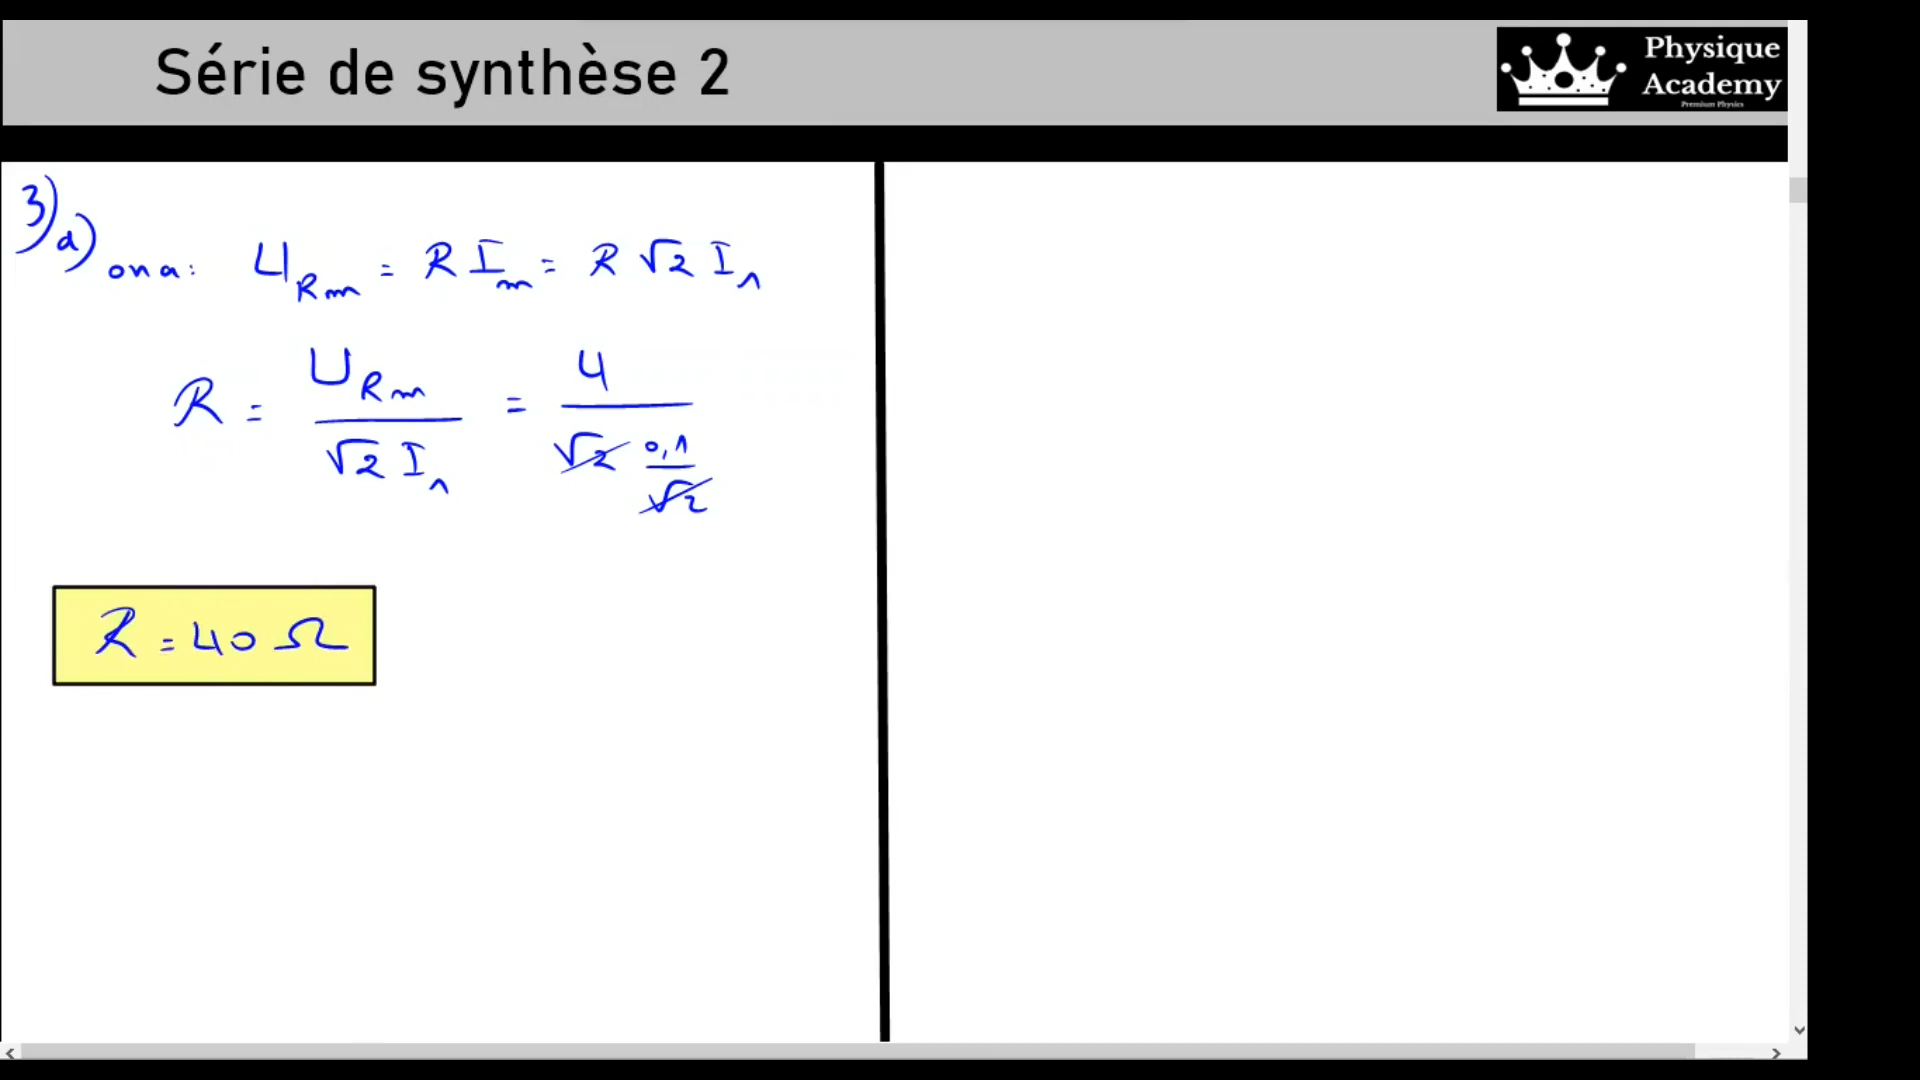 Série de synthèse 2
Physique
Academy
Premium Physics
3) a) on a : U_Rm = R I_m = R √2 I_1
R = U_Rm / (√2 I_1) = 4 / (√2 0,1/√2)
R = 40 Ω